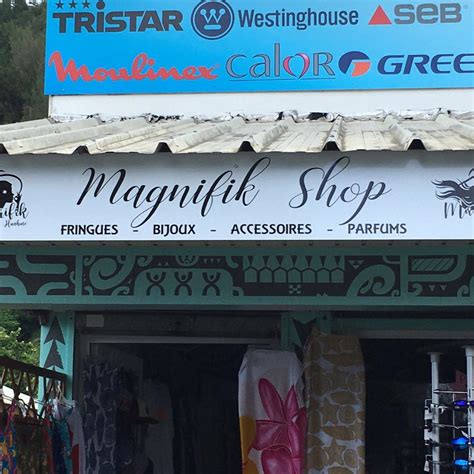 TRISTAR Westinghouse SEB
Moulinex calor GREE
Magnifik Shop
FRINGUES - BIJOUX - ACCESSOIRES - PARFUMS